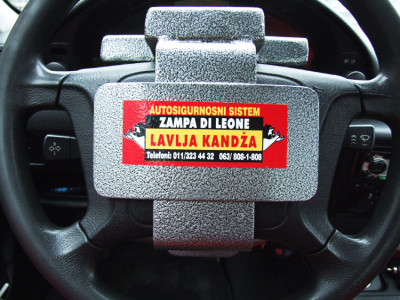 AUTOSIGURNOSNI SISTEM
ZAMPA DI LEONE
LAVLJA KANDŽA
Telefoni: 011/323 44 32 063/ 808-1-808